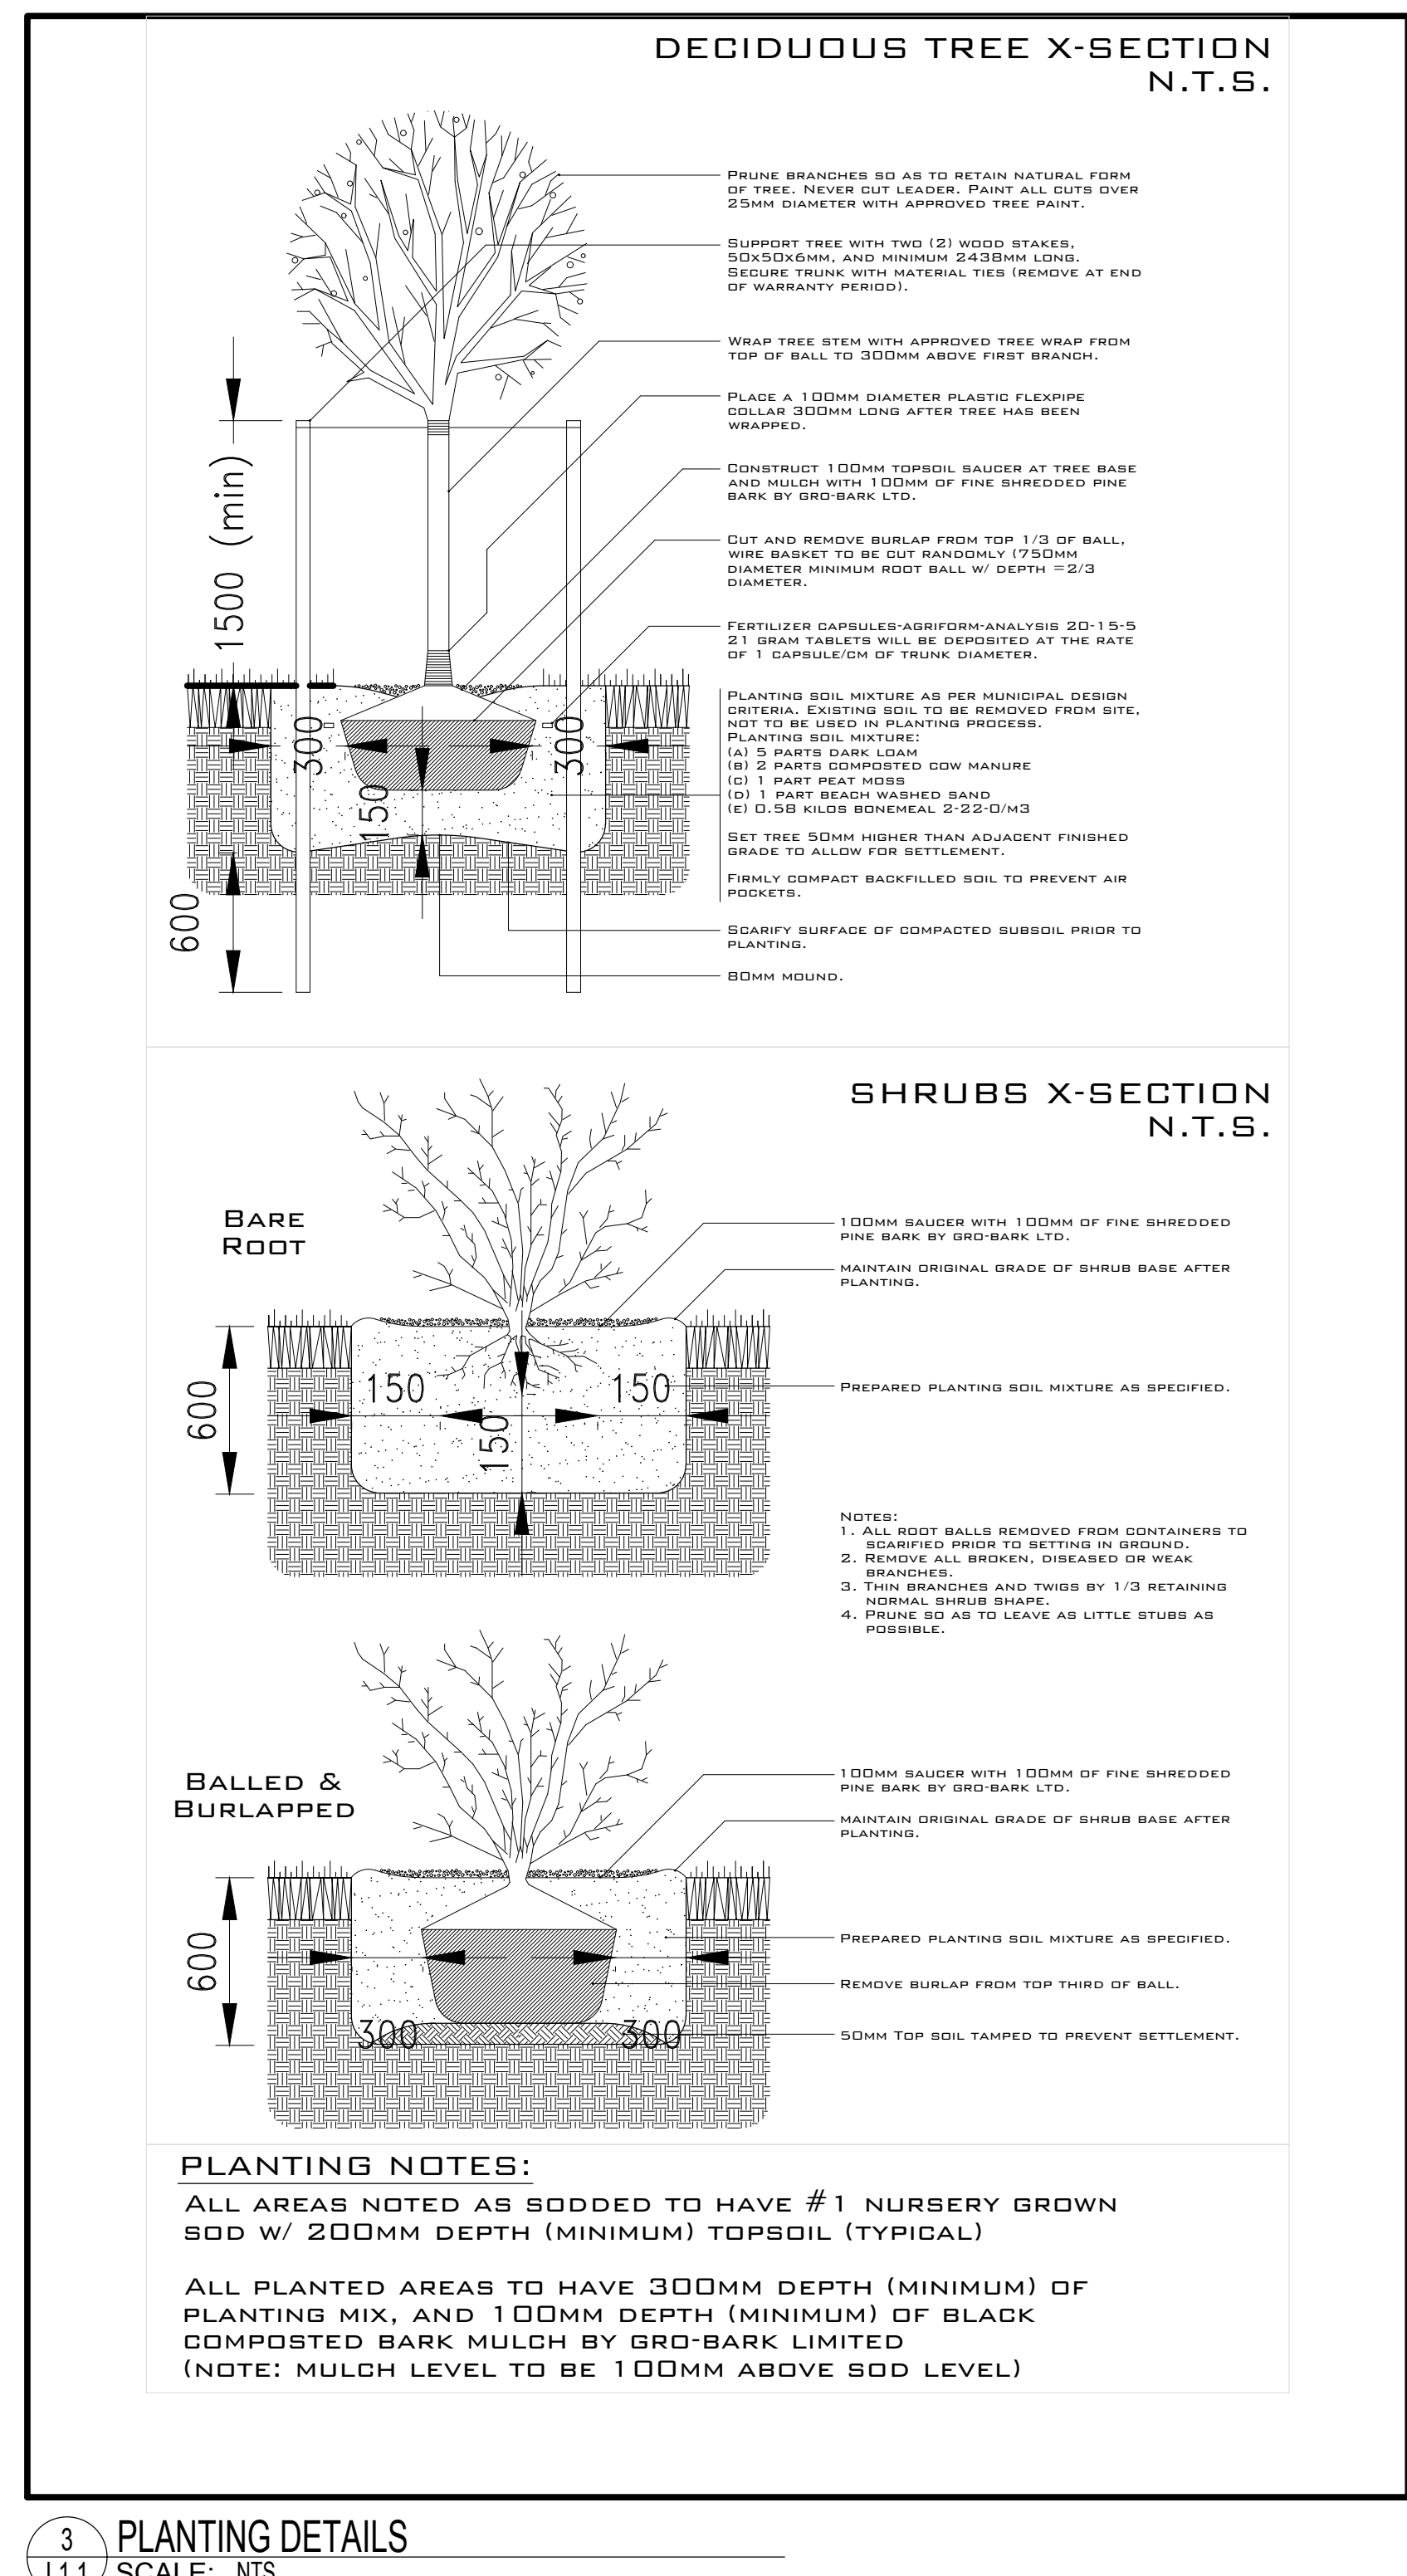 DECIDUOUS TREE X-SECTION
N.T.S.
PRUNE BRANCHES SO AS TO RETAIN NATURAL FORM
OF TREE. NEVER CUT LEADER. PAINT ALL CUTS OVER
25MM DIAMETER WITH APPROVED TREE PAINT.
SUPPORT TREE WITH TWO (2) WOOD STAKES,
50X50X6MM, AND MINIMUM 2438MM LONG.
SECURE TRUNK WITH MATERIAL TIES (REMOVE AT END
OF WARRANTY PERIOD).
WRAP TREE STEM WITH APPROVED TREE WRAP FROM
TOP OF BALL TO 300MM ABOVE FIRST BRANCH.
PLACE A 100MM DIAMETER PLASTIC FLEXPIPE
COLLAR 300MM LONG AFTER TREE HAS BEEN
WRAPPED.
CONSTRUCT 100MM TOPSOIL SAUCER AT TREE BASE
AND MULCH WITH 100MM OF FINE SHREDDED PINE
BARK BY GRO-BARK LTD.
CUT AND REMOVE BURLAP FROM TOP 1/3 OF BALL,
WIRE BASKET TO BE CUT RANDOMLY (750MM
DIAMETER MINIMUM ROOT BALL W/ DEPTH =2/3
DIAMETER.
FERTILIZER CAPSULES-AGRIFORM-ANALYSIS 20-15-5
21 GRAM TABLETS WILL BE DEPOSITED AT THE RATE
OF 1 CAPSULE/CM OF TRUNK DIAMETER.
PLANTING SOIL MIXTURE AS PER MUNICIPAL DESIGN
CRITERIA. EXISTING SOIL TO BE REMOVED FROM SITE,
NOT TO BE USED IN PLANTING PROCESS.
PLANTING SOIL MIXTURE:
(A) 5 PARTS DARK LOAM
(B) 2 PARTS COMPOSTED COW MANURE
(C) 1 PART PEAT MOSS
(D) 1 PART BEACH WASHED SAND
(E) 0.58 KILOS BONEMEAL 2-22-0/M3
SET TREE 50MM HIGHER THAN ADJACENT FINISHED
GRADE TO ALLOW FOR SETTLEMENT.
FIRMLY COMPACT BACKFILLED SOIL TO PREVENT AIR
POCKETS.
SCARIFY SURFACE OF COMPACTED SUBSOIL PRIOR TO
PLANTING.
80MM MOUND.
1500 (min)
300
300
150
600
SHRUBS X-SECTION
N.T.S.
BARE
ROOT
100MM SAUCER WITH 100MM OF FINE SHREDDED
PINE BARK BY GRO-BARK LTD.
MAINTAIN ORIGINAL GRADE OF SHRUB BASE AFTER
PLANTING.
PREPARED PLANTING SOIL MIXTURE AS SPECIFIED.
600
150
150
150
NOTES:
1. ALL ROOT BALLS REMOVED FROM CONTAINERS TO
SCARIFIED PRIOR TO SETTING IN GROUND.
2. REMOVE ALL BROKEN, DISEASED OR WEAK
BRANCHES.
3. THIN BRANCHES AND TWIGS BY 1/3 RETAINING
NORMAL SHRUB SHAPE.
4. PRUNE SO AS TO LEAVE AS LITTLE STUBS AS
POSSIBLE.
BALLED &
BURLAPPED
100MM SAUCER WITH 100MM OF FINE SHREDDED
PINE BARK BY GRO-BARK LTD.
MAINTAIN ORIGINAL GRADE OF SHRUB BASE AFTER
PLANTING.
PREPARED PLANTING SOIL MIXTURE AS SPECIFIED.
REMOVE BURLAP FROM TOP THIRD OF BALL.
50MM TOP SOIL TAMPED TO PREVENT SETTLEMENT.
600
300
300
PLANTING NOTES:
ALL AREAS NOTED AS SODDED TO HAVE #1 NURSERY GROWN
SOD W/ 200MM DEPTH (MINIMUM) TOPSOIL (TYPICAL)
ALL PLANTED AREAS TO HAVE 300MM DEPTH (MINIMUM) OF
PLANTING MIX, AND 100MM DEPTH (MINIMUM) OF BLACK
COMPOSTED BARK MULCH BY GRO-BARK LIMITED
(NOTE: MULCH LEVEL TO BE 100MM ABOVE SOD LEVEL)
3
PLANTING DETAILS
SCALE: NTS